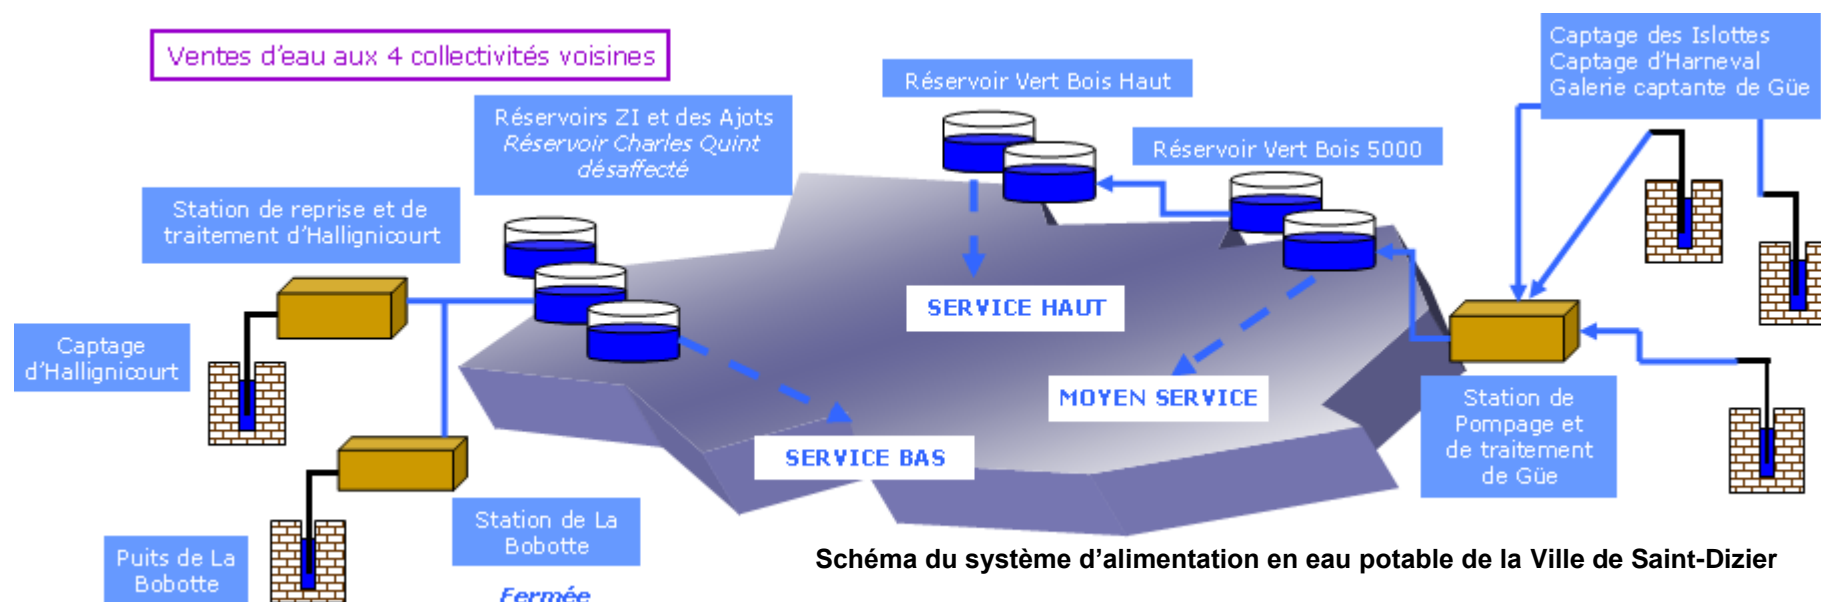 Ventes d'eau aux 4 collectivités voisines
Réservoirs ZI et des Ajots
Réservoir Charles Quint
désaffecté
Réservoir Vert Bois Haut
Réservoir Vert Bois 5000
Captage des Islottes
Captage d'Harneval
Galerie captante de Güe
Station de reprise et de
traitement d'Hallignicourt
Captage
d'Hallignicourt
SERVICE HAUT
MOYEN SERVICE
SERVICE BAS
Station de
Pompage et
de traitement
de Güe
Station de La
Bobotte
Fermée
Puits de La
Bobotte
Schéma du système d'alimentation en eau potable de la Ville de Saint-Dizier